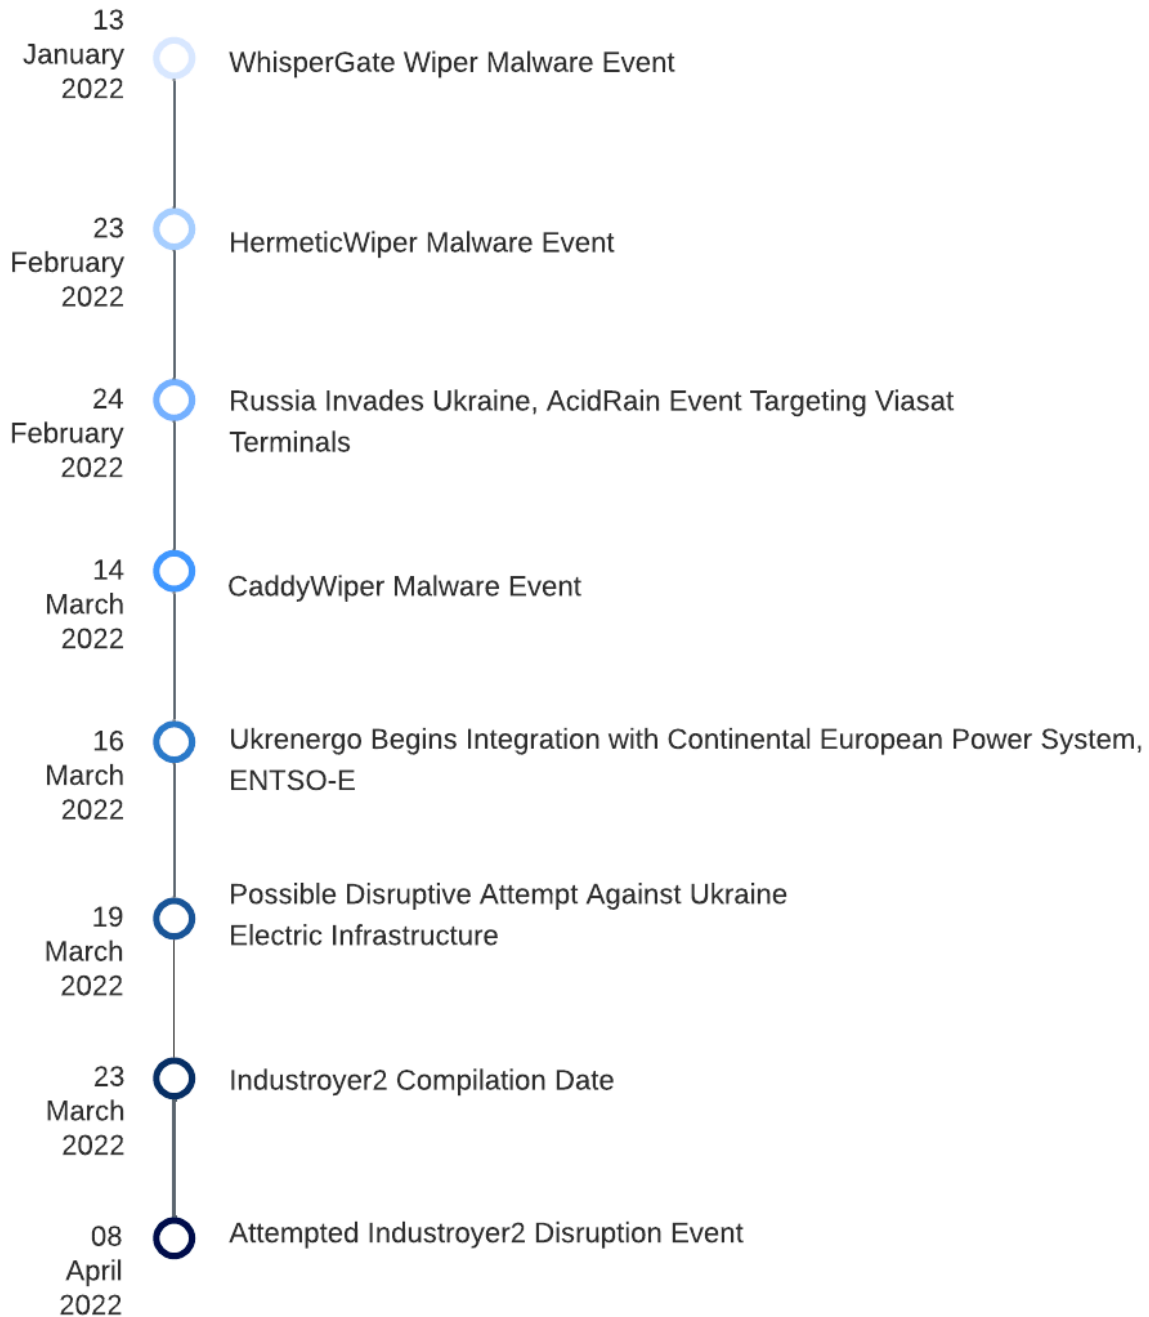 13
January
2022
WhisperGate Wiper Malware Event
23
February
2022
HermeticWiper Malware Event
24
February
2022
Russia Invades Ukraine, AcidRain Event Targeting Viasat
Terminals
14
March
2022
CaddyWiper Malware Event
16
March
2022
Ukrenergo Begins Integration with Continental European Power System,
ENTSO-E
19
March
2022
Possible Disruptive Attempt Against Ukraine
Electric Infrastructure
23
March
2022
Industroyer2 Compilation Date
08
April
2022
Attempted Industroyer2 Disruption Event